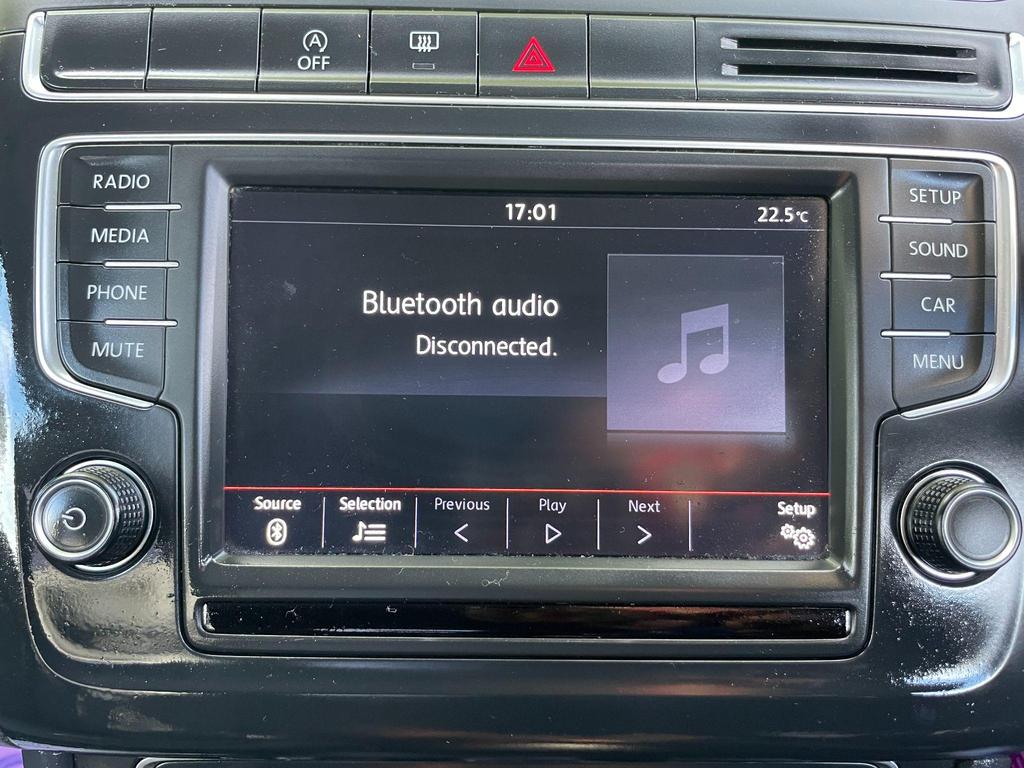 OFF
RADIO
MEDIA
PHONE
MUTE
17:01
22.5°C
Bluetooth audio
Disconnected.
Source
Selection
Previous
Play
Next
Setup
SETUP
SOUND
CAR
MENU